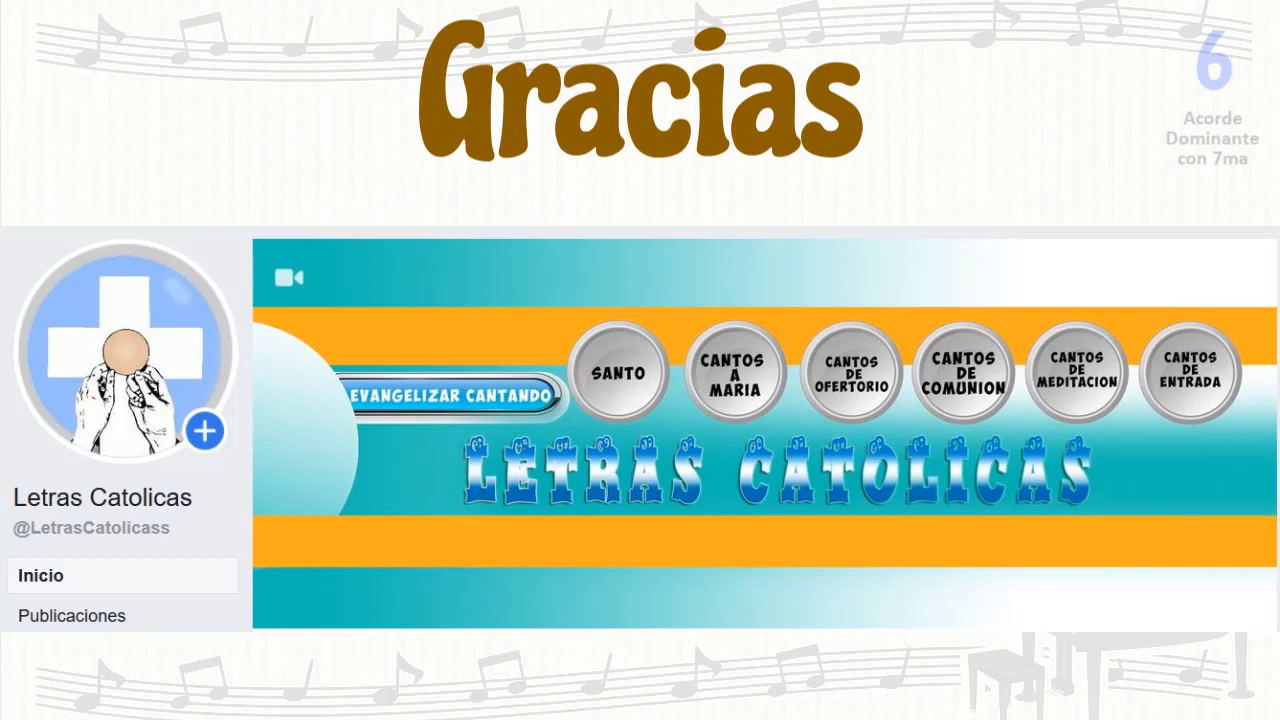 Gracias
6
Acorde
Dominante
con 7ma
SANTO
CANTOS
A
MARIA
CANTOS
DE
OFERTORIO
CANTOS
DE
COMUNION
CANTOS
DE
MEDITACION
CANTOS
DE
ENTRADA
EVANGELIZAR CANTANDO
LETRAS CATOLICAS
Letras Catolicas
@LetrasCatolicass
Inicio
Publicaciones